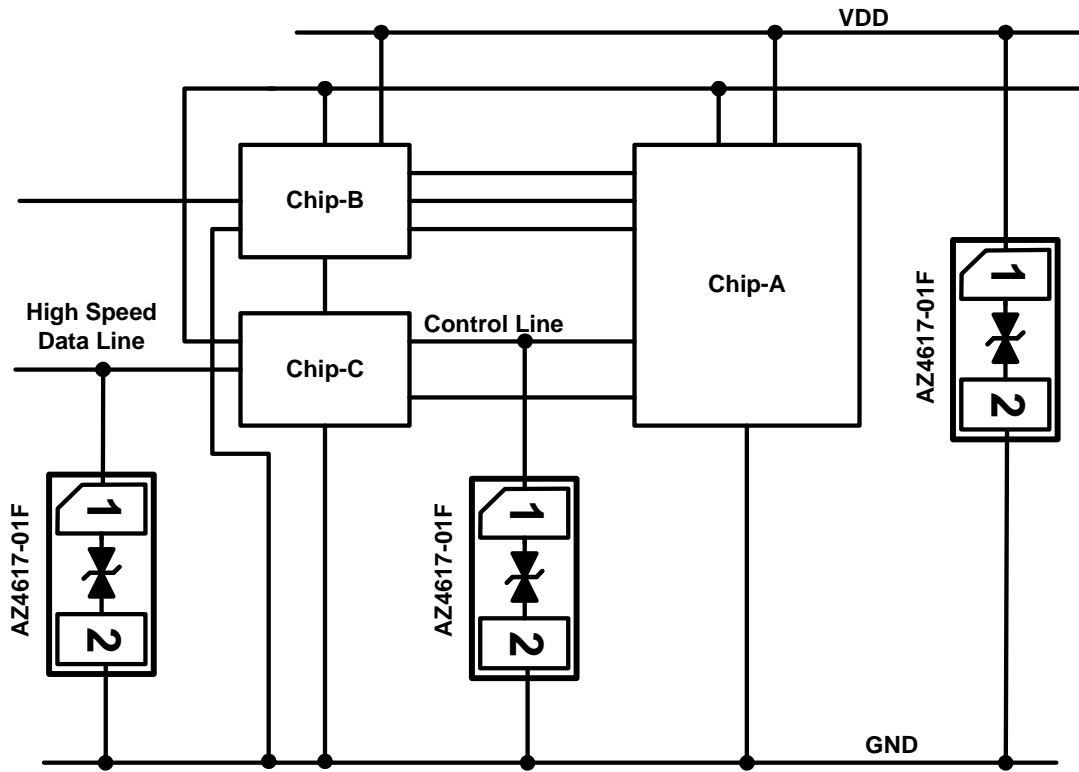 VDD
Chip-B
Chip-A
High Speed
Data Line
Control Line
Chip-C
AZ4617-01F
1
2
AZ4617-01F
1
2
AZ4617-01F
1
2
GND